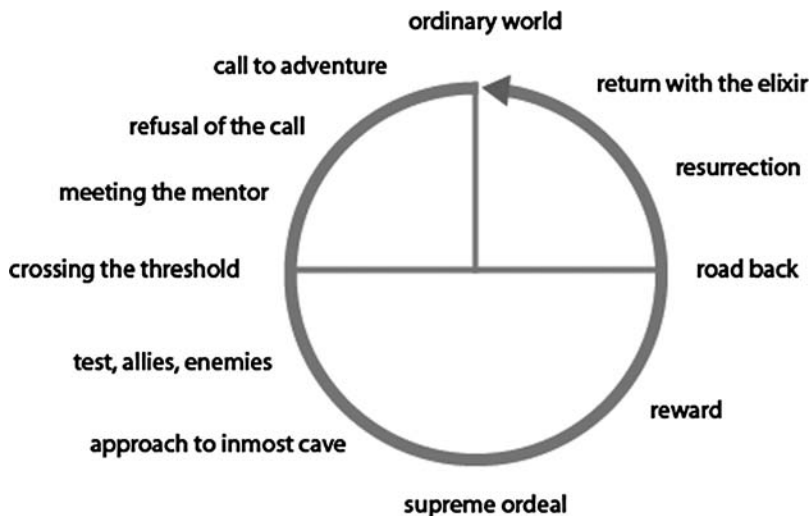 ordinary world
call to adventure
refusal of the call
meeting the mentor
crossing the threshold
test, allies, enemies
approach to inmost cave
supreme ordeal
reward
road back
resurrection
return with the elixir